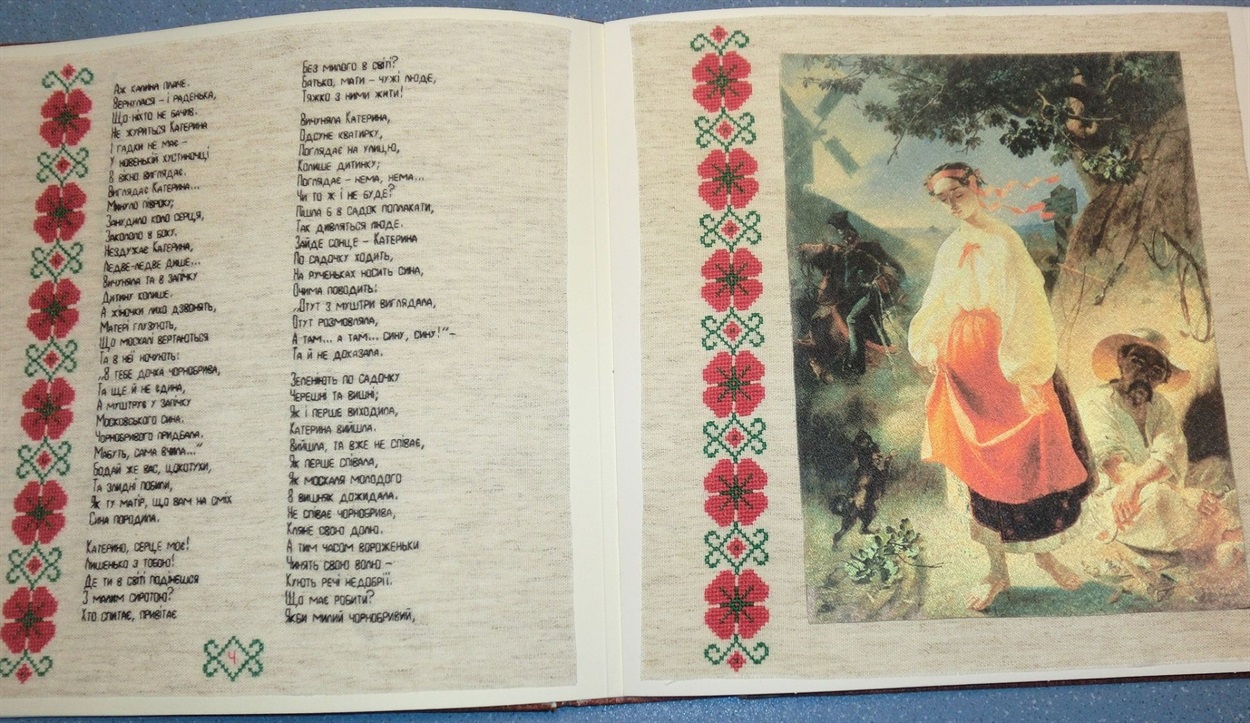 Аж калина плаче.
Вернулася – і раденька,
Що ніхто не бачив.
Не журиться Катерина
І гадки не має –
У новенькій хустиночці
В вікно виглядає.
Виглядає Катерина...
Минуло півроку;
Занудило коло серця,
Закололо в боку.
Нездужає Катерина,
Ледве-ледве дише...
Вичуняла та в запічку
Дитину колише.
А жіночки лихо дзвонять,
Матері глузують,
Що москалі вертаються
Та в неї ночують:
„В тебе дочка чорнобрива,
Та ще й не єдина,
А муштрує у запічку
Московського сина.
Чорнобривого придбала.
Мабуть, сама вчила..."
Бодай же вас, цокотухи,
Та злидні побили,
Як ту матір, що вам на сміх
Сина породила.

Катерино, серце моє!
Лишенько з тобою!
Де ти в світі подінешся
З малим сиротою?
Хто спитає, привітає
4
Без милого в світі?
Батько, мати – чужі люде,
Тяжко з ними жити!

Вичуняла Катерина,
Одсуне кватирку,
Поглядає на улицю,
Колише дитинку;
Поглядає – нема, нема...
Чи то ж і не буде?
Пішла б в садок поплакати,
Так дивляться люде.
Зайде сонце – Катерина
По садочку ходить,
На рученьках носить сина,
Очима поводить:
„Отут з муштри виглядала,
Отут розмовляла,
А там... а там... сину, сину!" –
Та й не доказала.

Зеленіють по садочку
Черешні та вишні;
Як і перше виходила,
Катерина вийшла.
Вийшла, та вже не співає,
Як перше співала,
Як москаля молодого
В вишняк дожидала.
Не співає чорнобрива,
Кляне свою долю.
А тим часом вороженьки
Чинять свою волю –
Кують речі недобрії.
Що має робити?
Якби милий чорнобривий,